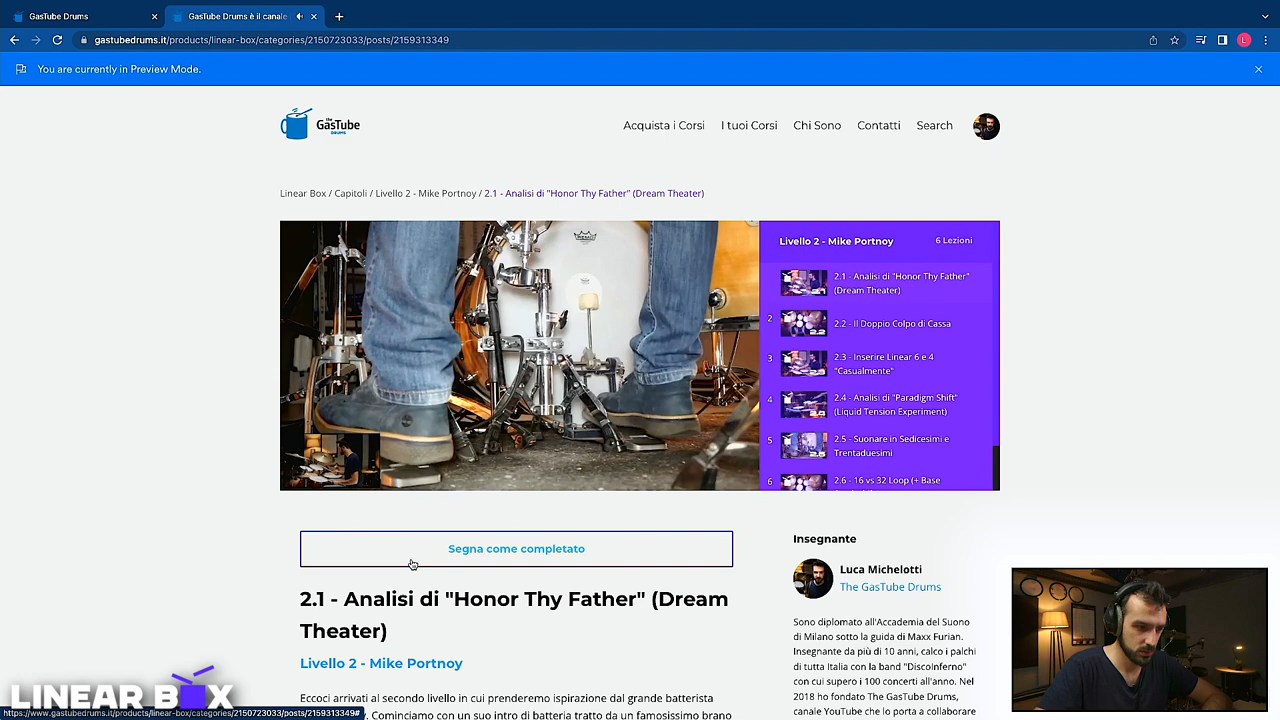 GasTube Drums
GasTube Drums è il canale
gastubedrums.it/products/linear-box/categories/2150723033/posts/2159313349
L
You are currently in Preview Mode.
The
GasTube
DRUMS
Acquista i Corsi
I tuoi Corsi
Chi Sono
Contatti
Search
Linear Box / Capitoli / Livello 2 - Mike Portnoy / 2.1 - Analisi di "Honor Thy Father" (Dream Theater)
REMO
Livello 2 - Mike Portnoy
6 Lezioni
2.1 - Analisi di "Honor Thy Father"
(Dream Theater)
2
2.2 - Il Doppio Colpo di Cassa
3
2.3 - Inserire Linear 6 e 4
"Casualmente"
4
2.4 - Analisi di "Paradigm Shift"
(Liquid Tension Experiment)
5
2.5 - Suonare in Sedicesimi e
Trentaduesimi
6
2.6 - 16 vs 32 Loop (+ Base
Segna come completato
2.1 - Analisi di "Honor Thy Father" (Dream
Theater)
Livello 2 - Mike Portnoy
Eccoci arrivati al secondo livello in cui prenderemo ispirazione dal grande batterista
Cominciamo con un suo intro di batteria tratto da un famosissimo brano
Insegnante
Luca Michelotti
The GasTube Drums
Sono diplomato all'Accademia del Suono
di Milano sotto la guida di Maxx Furian.
Insegnante da più di 10 anni, calco i palchi
di tutta Italia con la band "DiscoInferno"
con cui supero i 100 concerti all'anno. Nel
2018 ho fondato The GasTube Drums,
canale YouTube che lo porta a collaborare
LINEAR BOX
https://www.gastubedrums.it/products/linear-box/categories/2150723033/posts/2159313349#